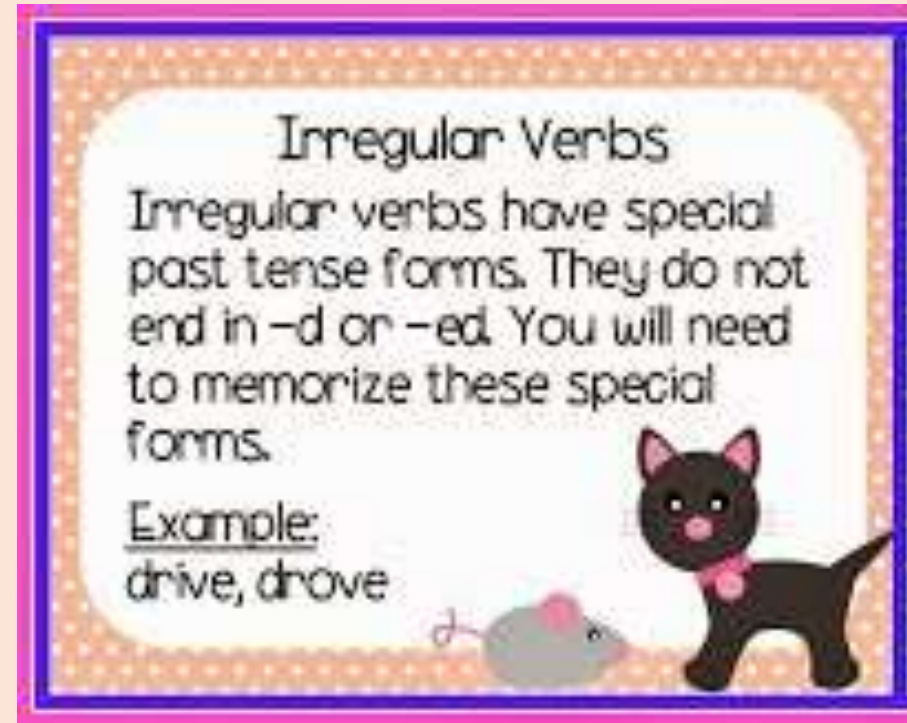 Irregular Verbs
Irregular verbs have special
past tense forms. They do not
end in -d or -ed. You will need
to memorize these special
forms.
Example:
drive, drove